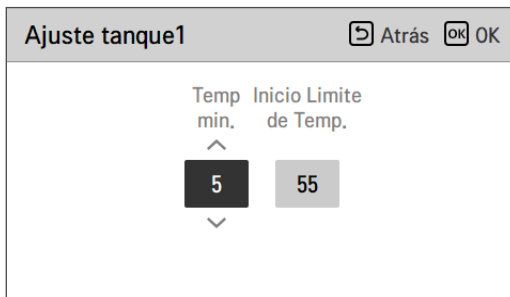 Ajuste tanque1
Atrás OK OK
Temp Inicio Limite
min. de Temp.
5 55